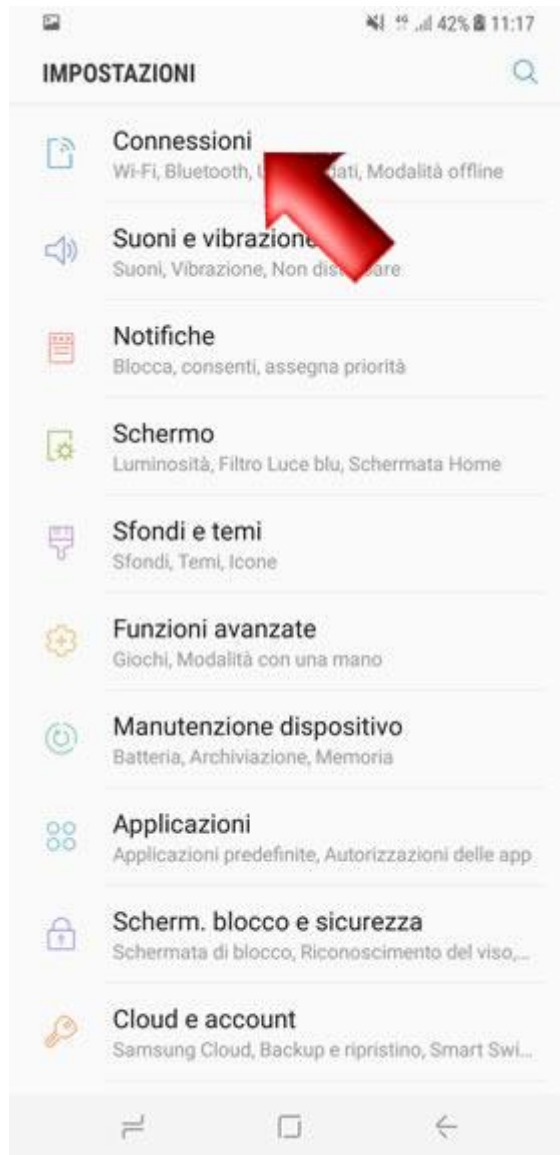 42% 11:17
IMPOSTAZIONI
Connessioni
Wi-Fi, Bluetooth, Modalità offline
Suoni e vibrazione
Suoni, Vibrazione, Non
Notifiche
Blocca, consenti, assegna priorità
Schermo
Luminosità, Filtro Luce blu, Schermata Home
Sfondi e temi
Sfondi, Temi, Icone
Funzioni avanzate
Giochi, Modalità con una mano
Manutenzione dispositivo
Batteria, Archiviazione, Memoria
Applicazioni
Applicazioni predefinite, Autorizzazioni delle app
Scherm. blocco e sicurezza
Schermata di blocco, Riconoscimento del viso,...
Cloud e account
Samsung Cloud, Backup e ripristino, Smart Swi...